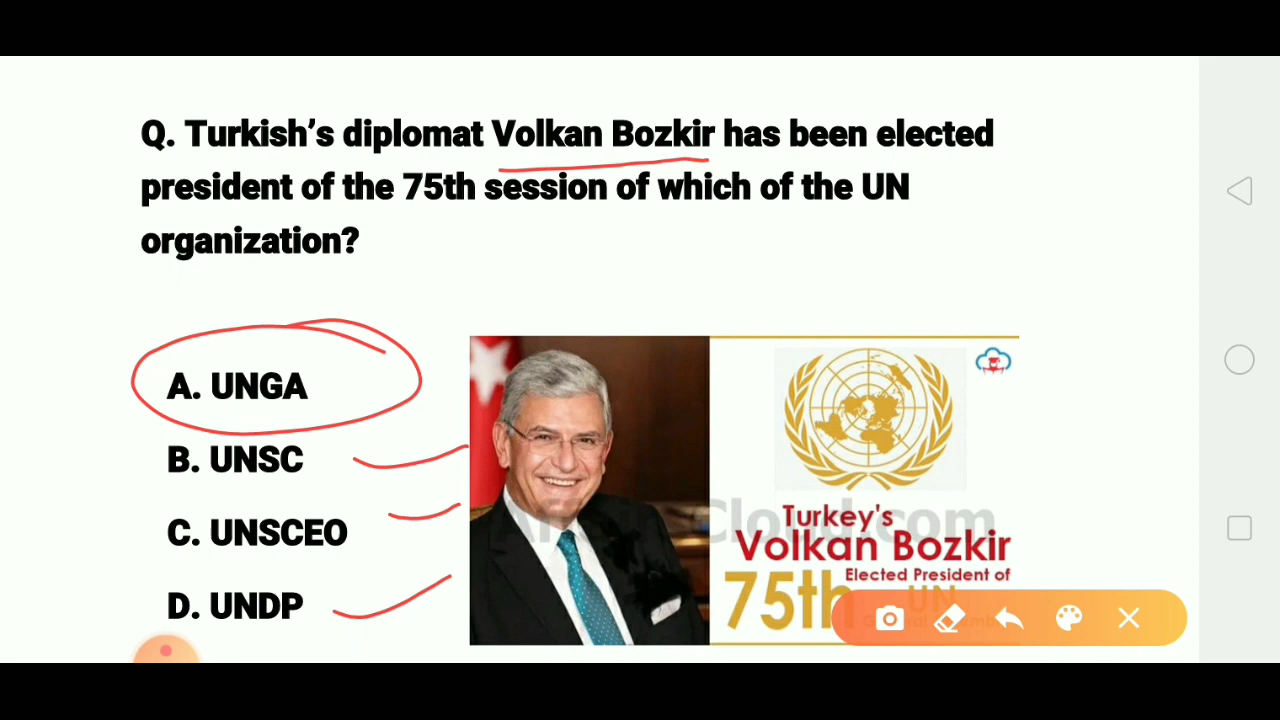 Q. Turkish’s diplomat Volkan Bozkir has been elected
president of the 75th session of which of the UN
organization?
A. UNGA
B. UNSC
C. UNSCEO
D. UNDP
Turkey's
Volkan Bozkir
Elected President of
75th UN